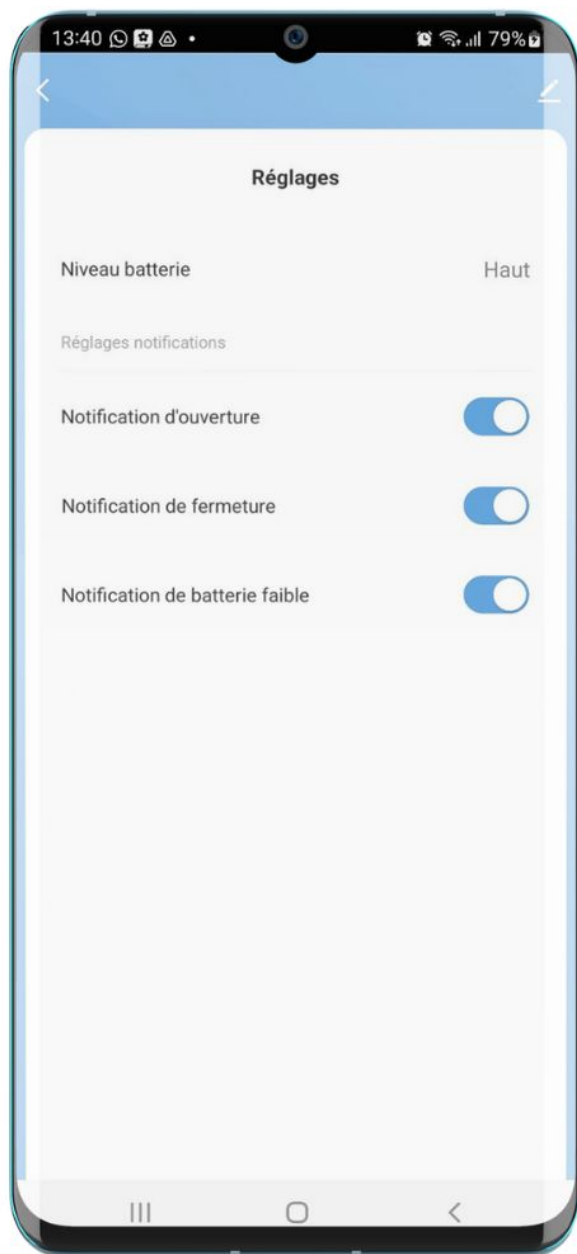 13:40
79%
Réglages
Niveau batterie
Haut
Réglages notifications
Notification d'ouverture
Notification de fermeture
Notification de batterie faible